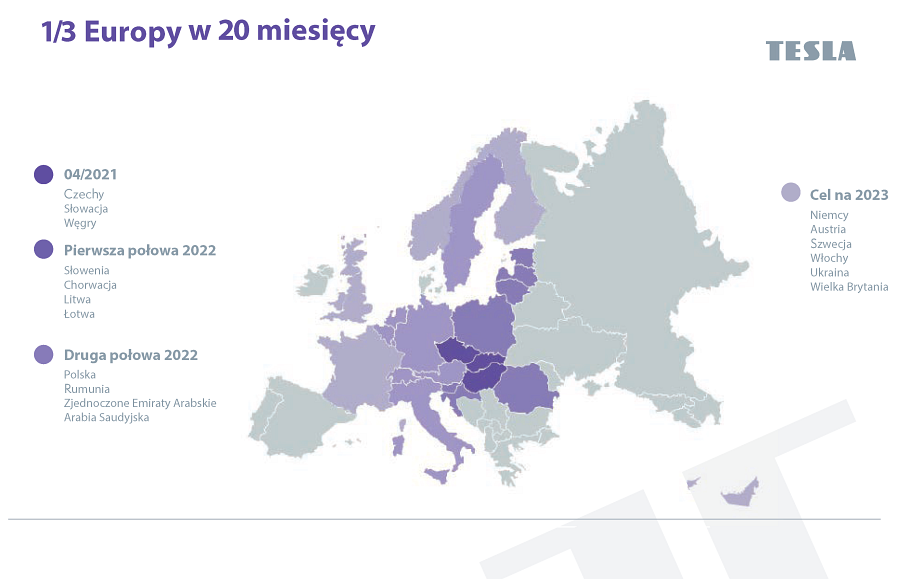 1/3 Europy w 20 miesięcy
TESLA
04/2021
Czechy
Słowacja
Węgry
Pierwsza połowa 2022
Słowenia
Chorwacja
Litwa
Łotwa
Druga połowa 2022
Polska
Rumunia
Zjednoczone Emiraty Arabskie
Arabia Saudyjska
Cel na 2023
Niemcy
Austria
Szwecja
Włochy
Ukraina
Wielka Brytania